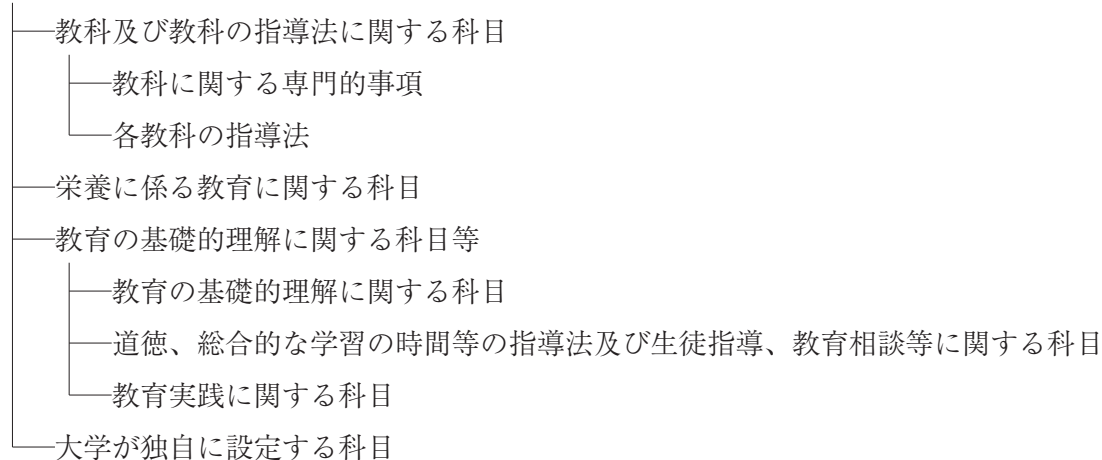 教科及び教科の指導法に関する科目
教科に関する専門的事項
各教科の指導法
栄養に係る教育に関する科目
教育の基礎的理解に関する科目等
教育の基礎的理解に関する科目
道徳、総合的な学習の時間等の指導法及び生徒指導、教育相談等に関する科目
教育実践に関する科目
大学が独自に設定する科目